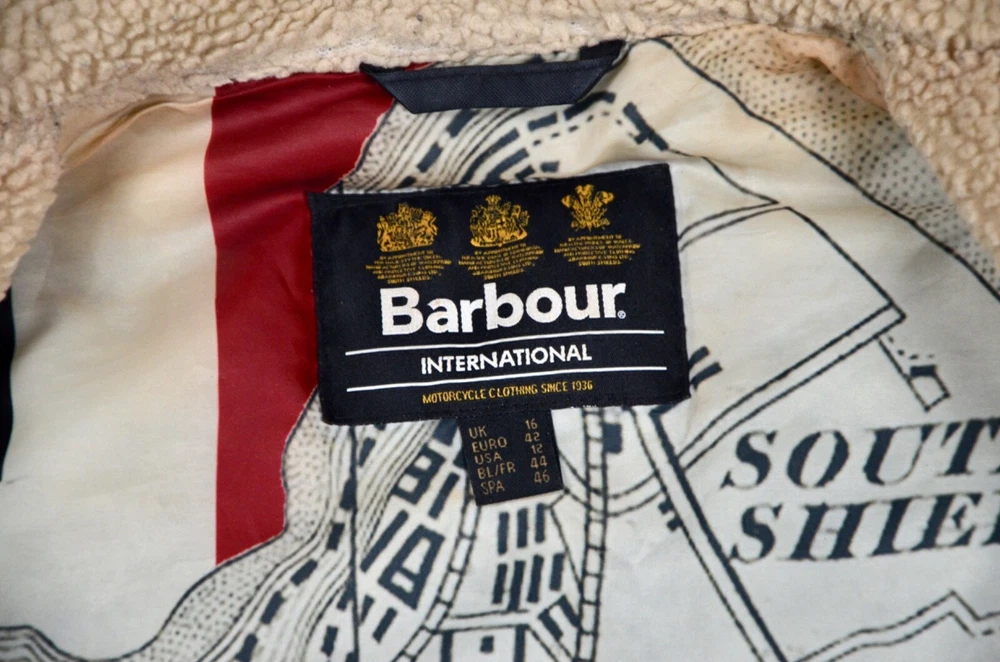 Barbour®
INTERNATIONAL
MOTORCYCLE CLOTHING SINCE 1936
UK 16
EURO 42
USA 12
BL/FR 44
SPA 46
SOUT
SHIE